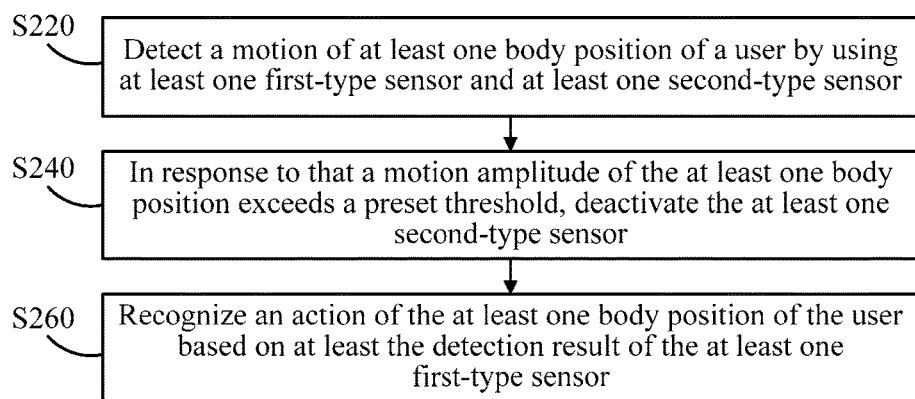 S220
Detect a motion of at least one body position of a user by using
at least one first-type sensor and at least one second-type sensor
S240
In response to that a motion amplitude of the at least one body
position exceeds a preset threshold, deactivate the at least one
second-type sensor
S260
Recognize an action of the at least one body position of the user
based on at least the detection result of the at least one
first-type sensor